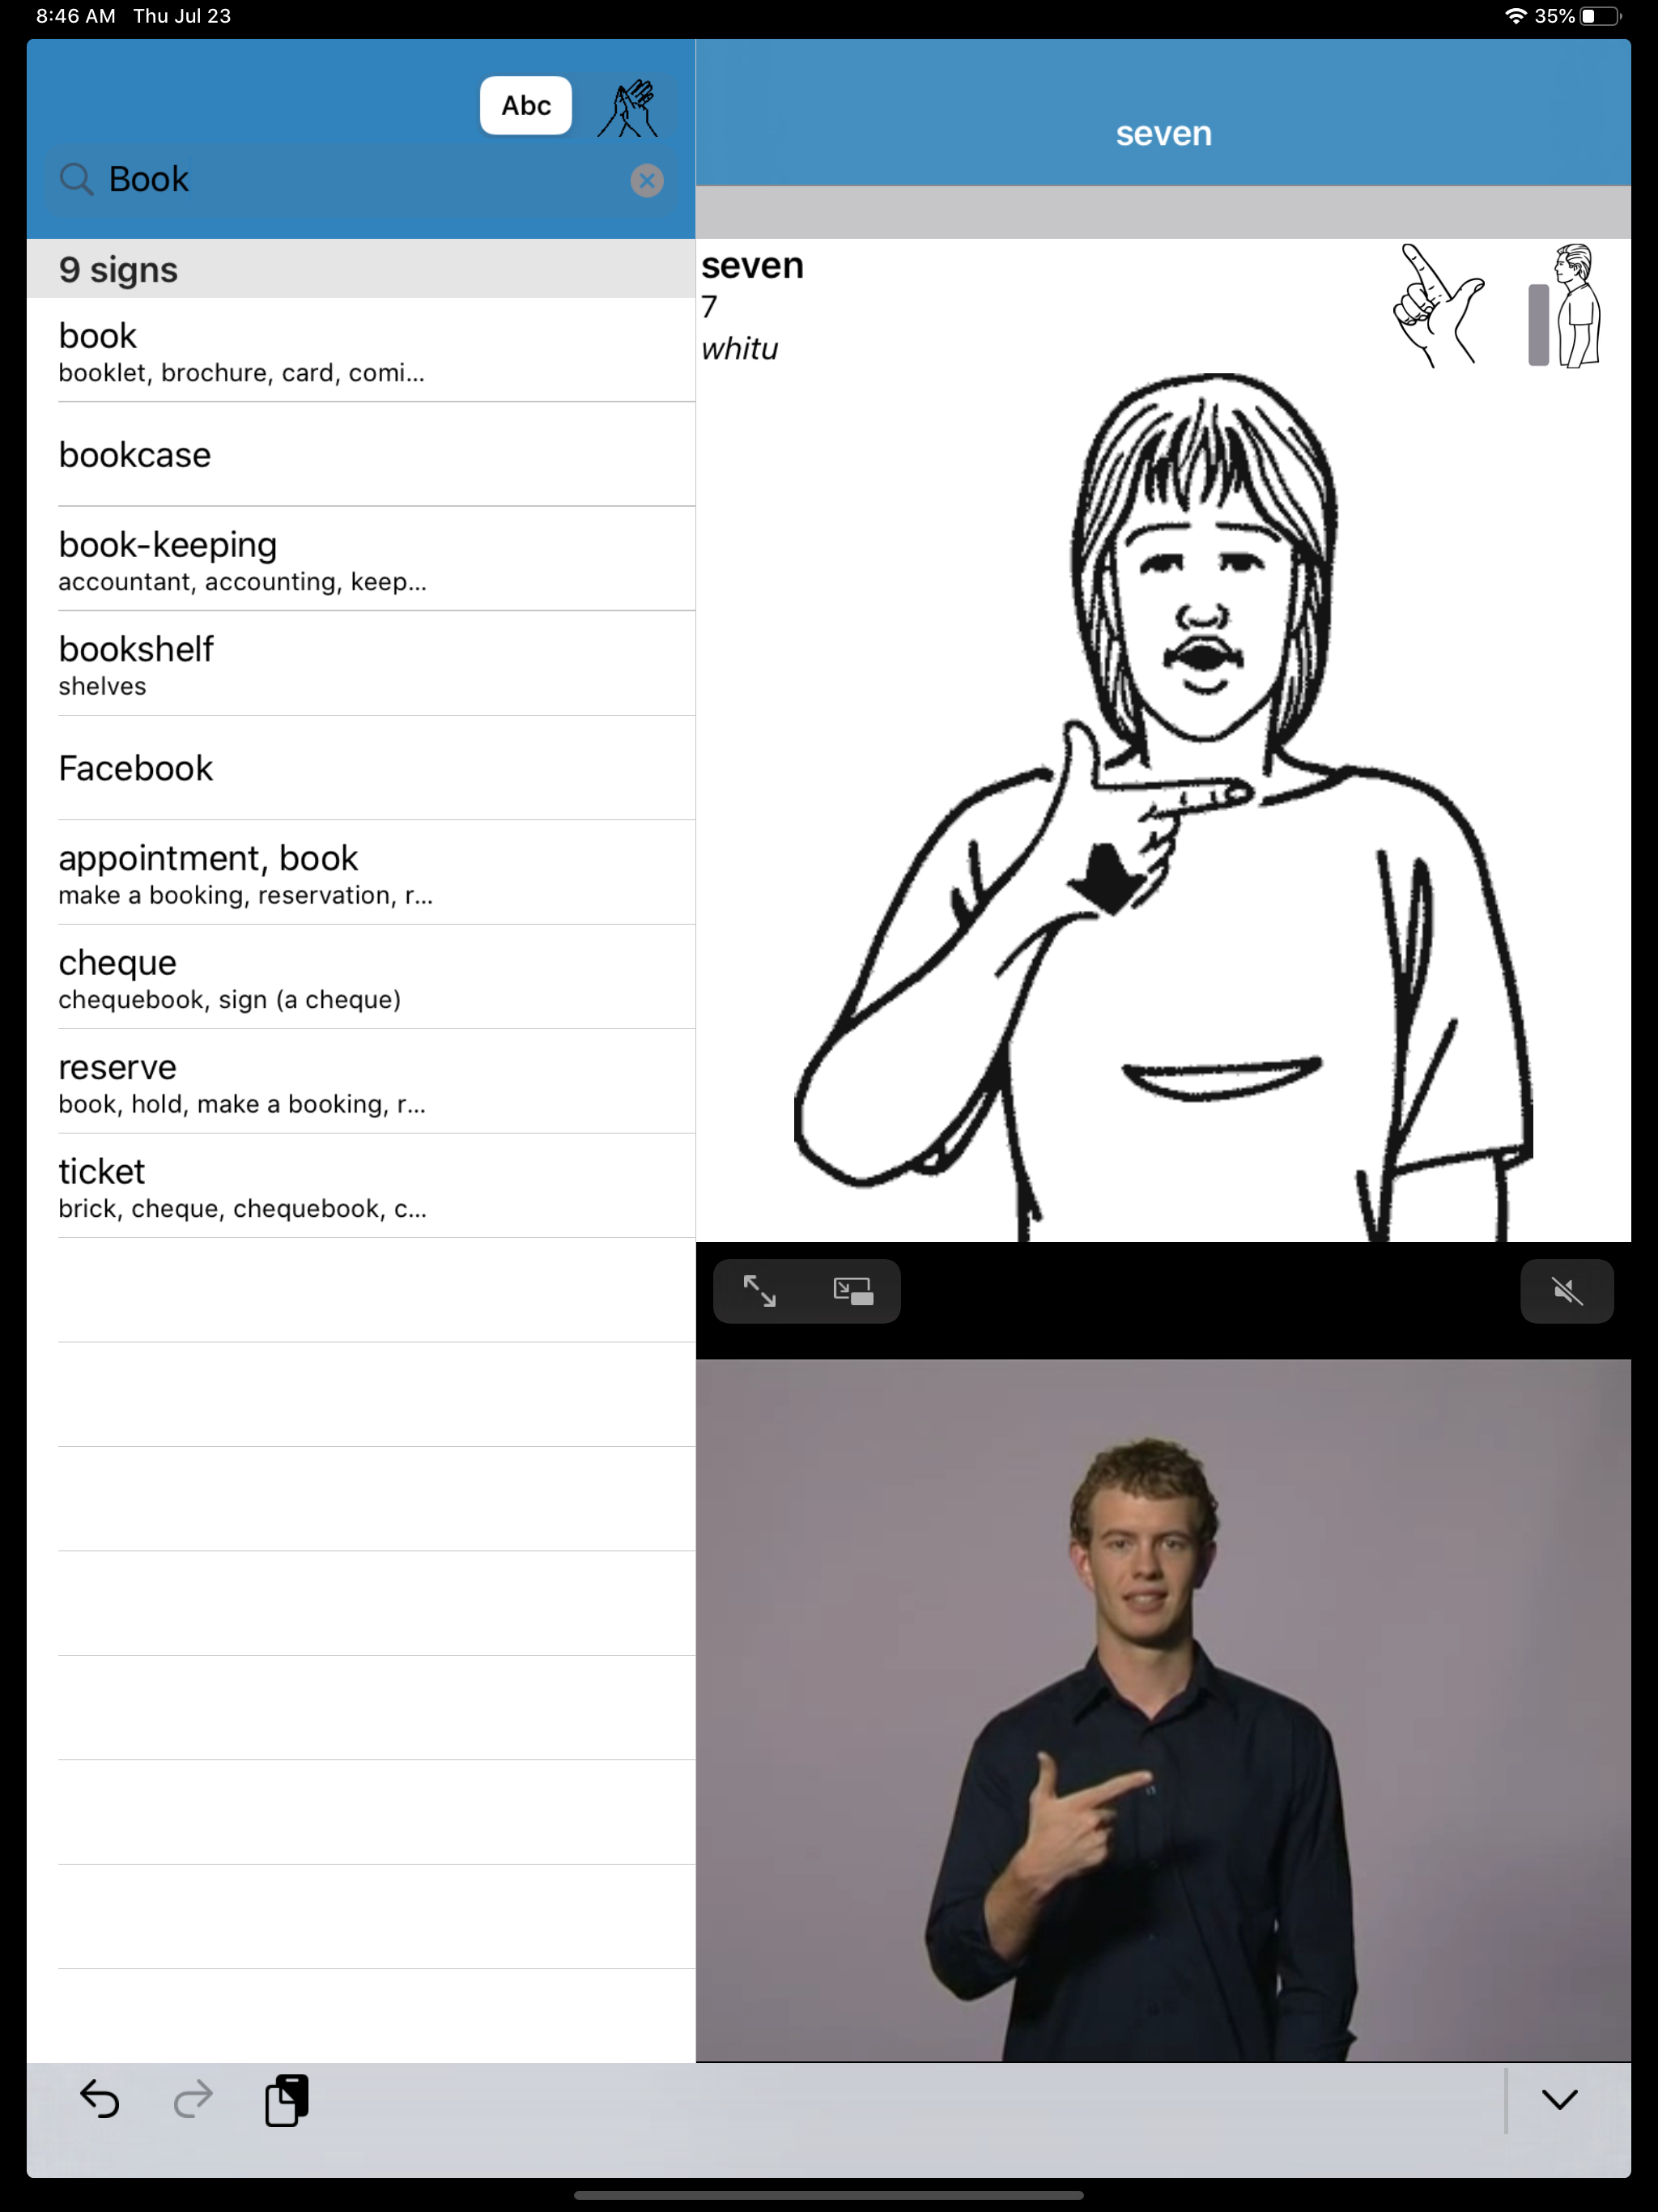 8:46 AM Thu Jul 23
35%
Abc
Book
9 signs
book
booklet, brochure, card, comi...
bookcase
book-keeping
accountant, accounting, keep...
bookshelf
shelves
Facebook
appointment, book
make a booking, reservation, r...
cheque
chequebook, sign (a cheque)
reserve
book, hold, make a booking, r...
ticket
brick, cheque, chequebook, c...
seven
seven
7
whitu